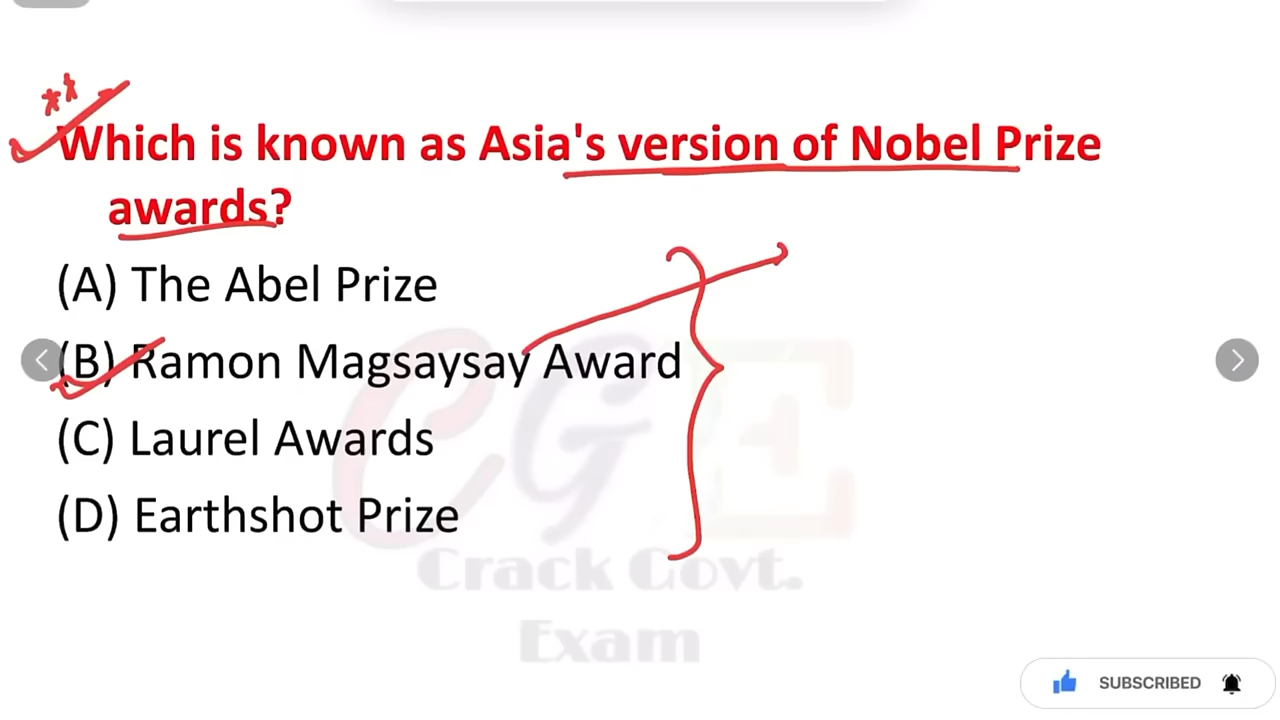 **
Which is known as Asia's version of Nobel Prize
awards?
(A) The Abel Prize
(B) Ramon Magsaysay Award
(C) Laurel Awards
(D) Earthshot Prize
CGE
Crack Govt.
Exam
SUBSCRIBED